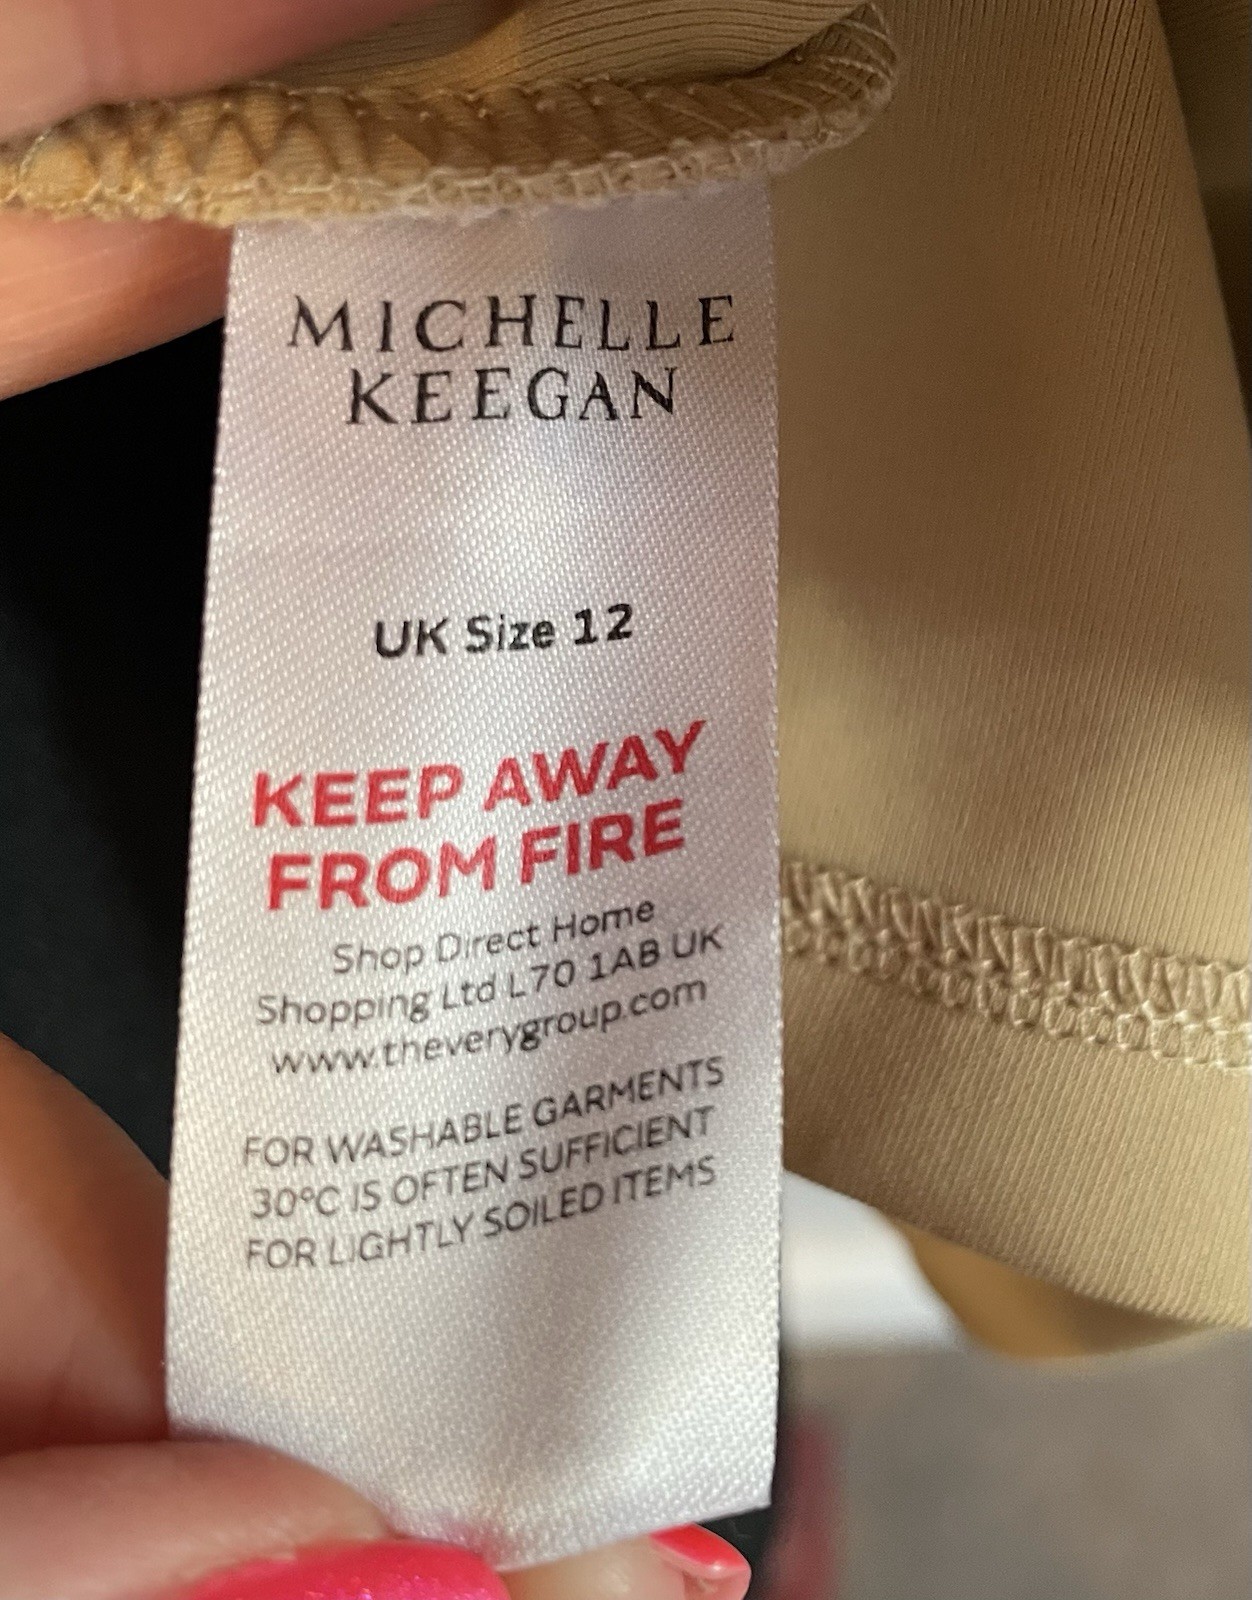 MICHELLE
KEEGAN
UK Size 12
KEEP AWAY
FROM FIRE
Shop Direct Home
Shopping Ltd L70 1AB UK
www.theverygroup.com
FOR WASHABLE GARMENTS
30°C IS OFTEN SUFFICIENT
FOR LIGHTLY SOILED ITEMS